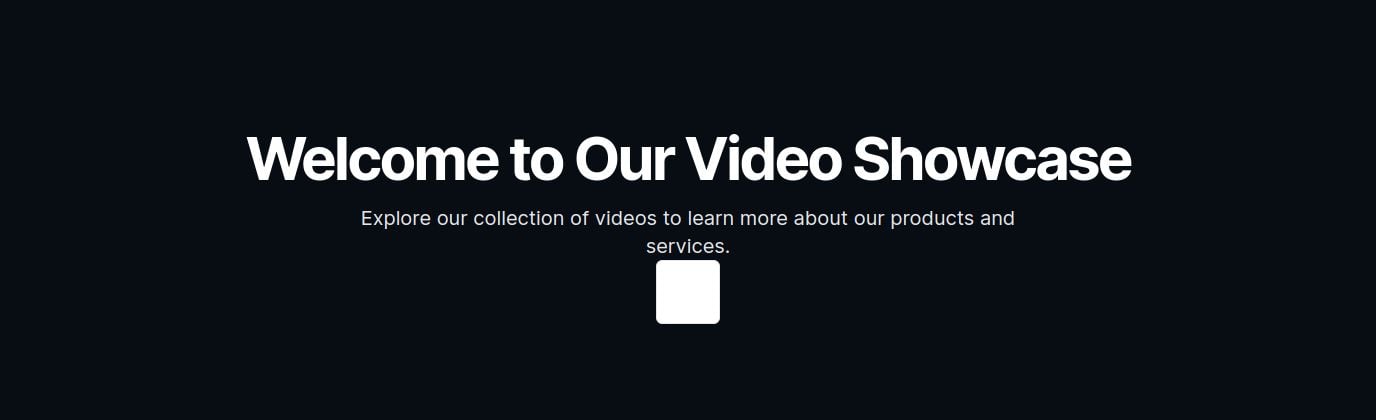 Welcome to Our Video Showcase
Explore our collection of videos to learn more about our products and
services.